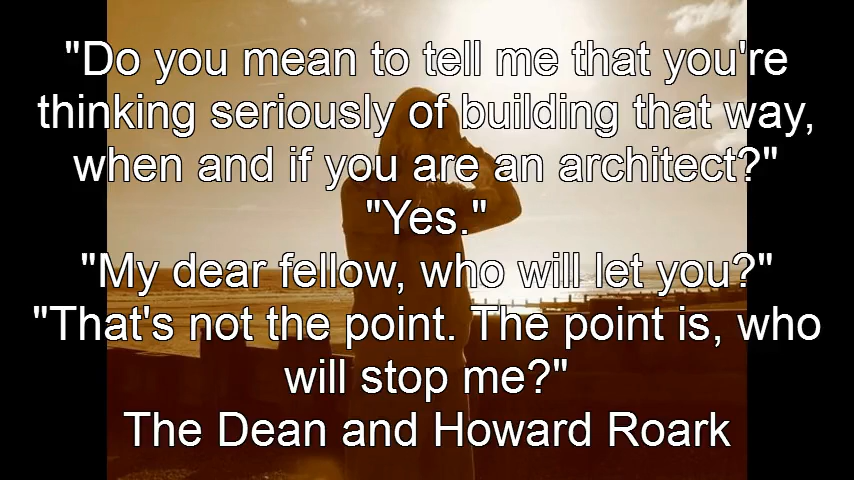 "Do you mean to tell me that you're
thinking seriously of building that way,
when and if you are an architect?"
"Yes."
"My dear fellow, who will let you?"
"That's not the point. The point is, who
will stop me?"
The Dean and Howard Roark